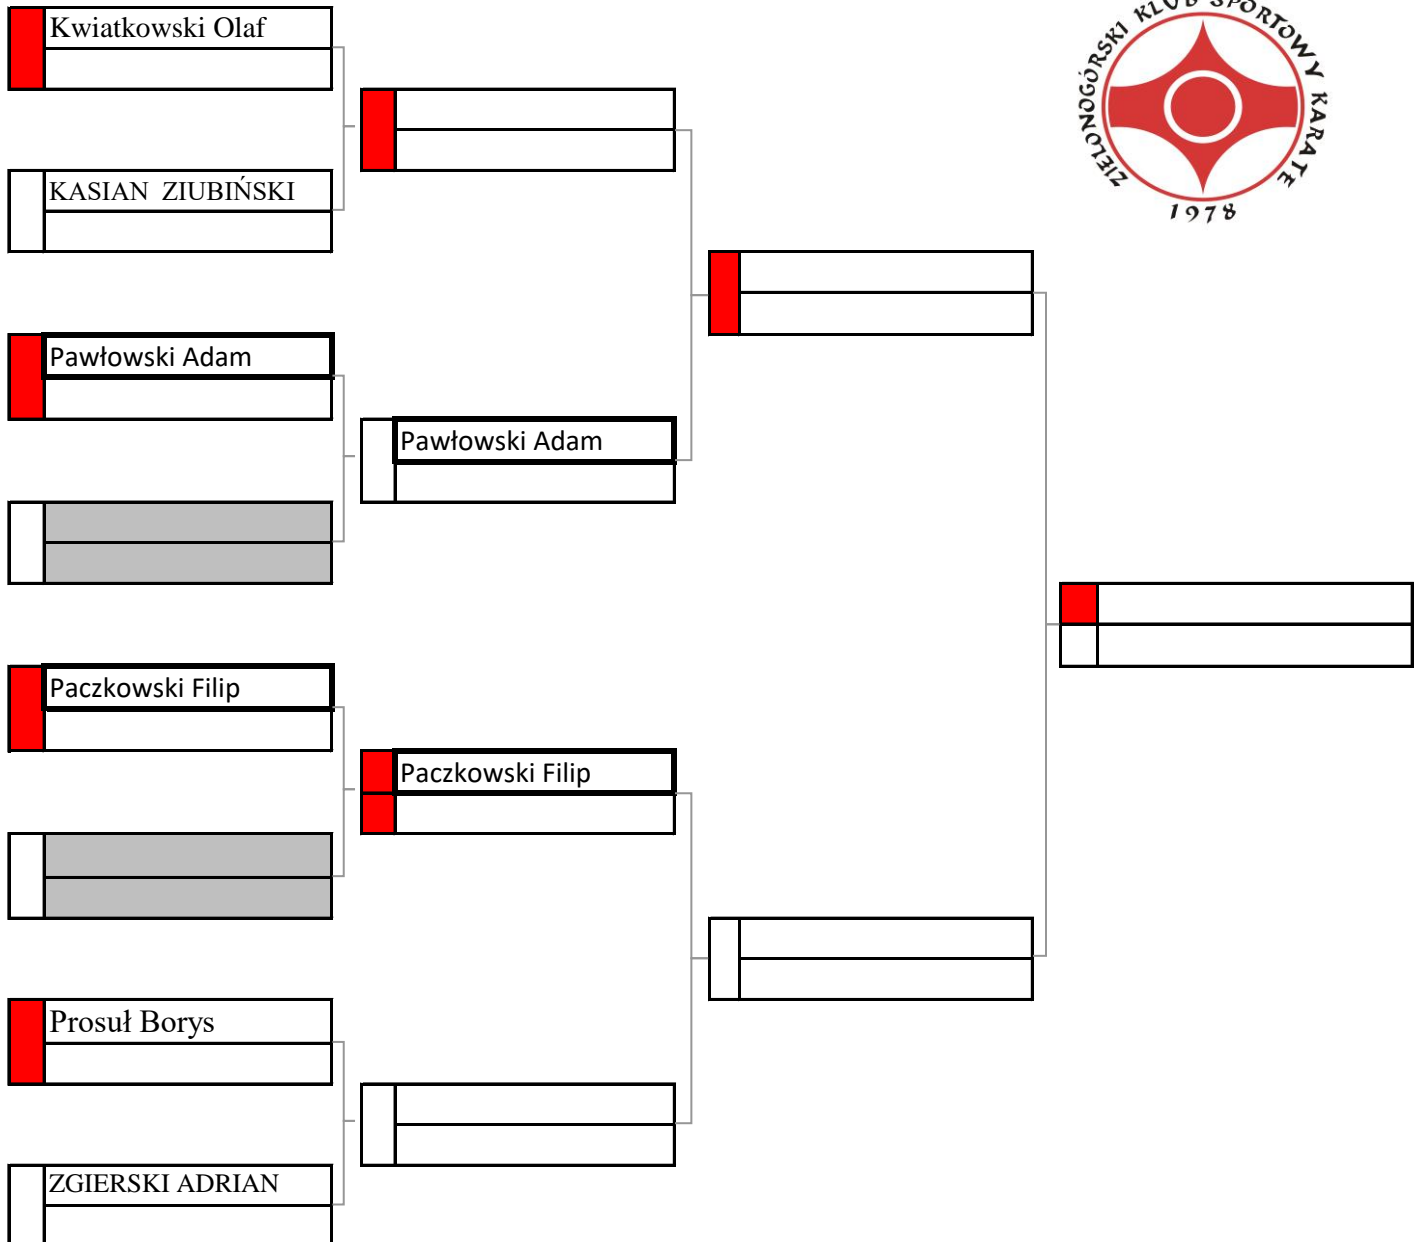 Kwiatkowski Olaf
ZIELONOGÓRSKI KLUB SPORTOWY KARATE
1978
KASIAN ZIUBIŃSKI
Pawłowski Adam
Pawłowski Adam
Paczkowski Filip
Paczkowski Filip
Prosuł Borys
ZGIERSKI ADRIAN